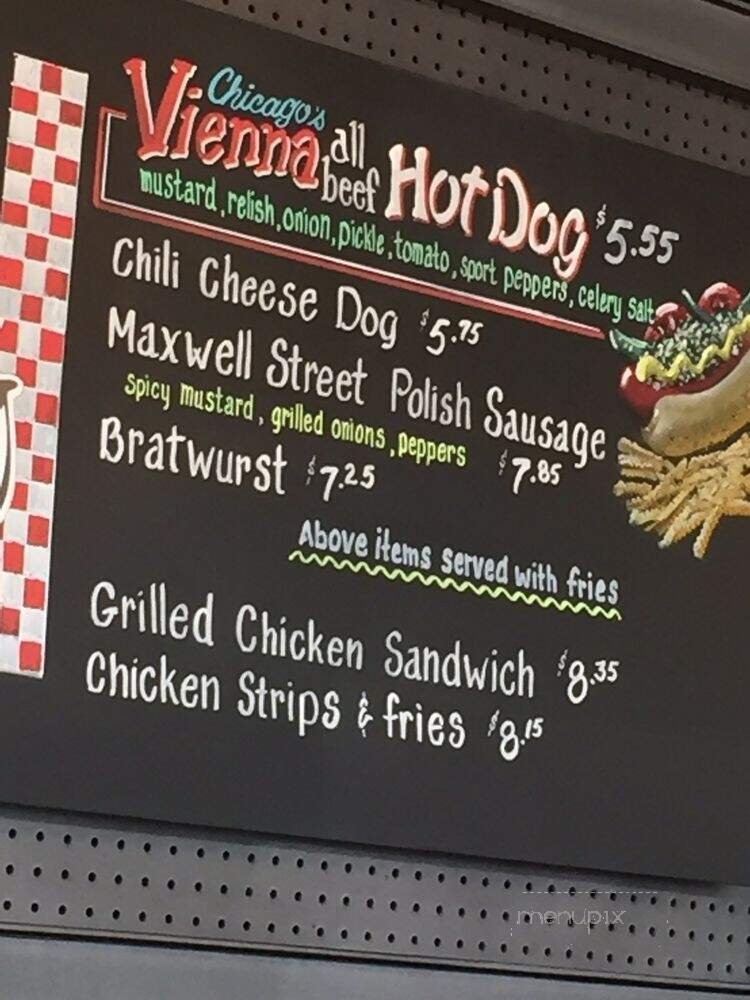 Chicago's
Vienna all beef Hot Dog $5.55
mustard, relish, onion, pickle, tomato, sport peppers, celery salt
Chili Cheese Dog $5.75
Maxwell Street Polish Sausage
spicy mustard, grilled onions, peppers $7.85
Bratwurst $7.25
Above items served with fries
Grilled Chicken Sandwich $8.35
Chicken Strips & fries $8.15
menupix